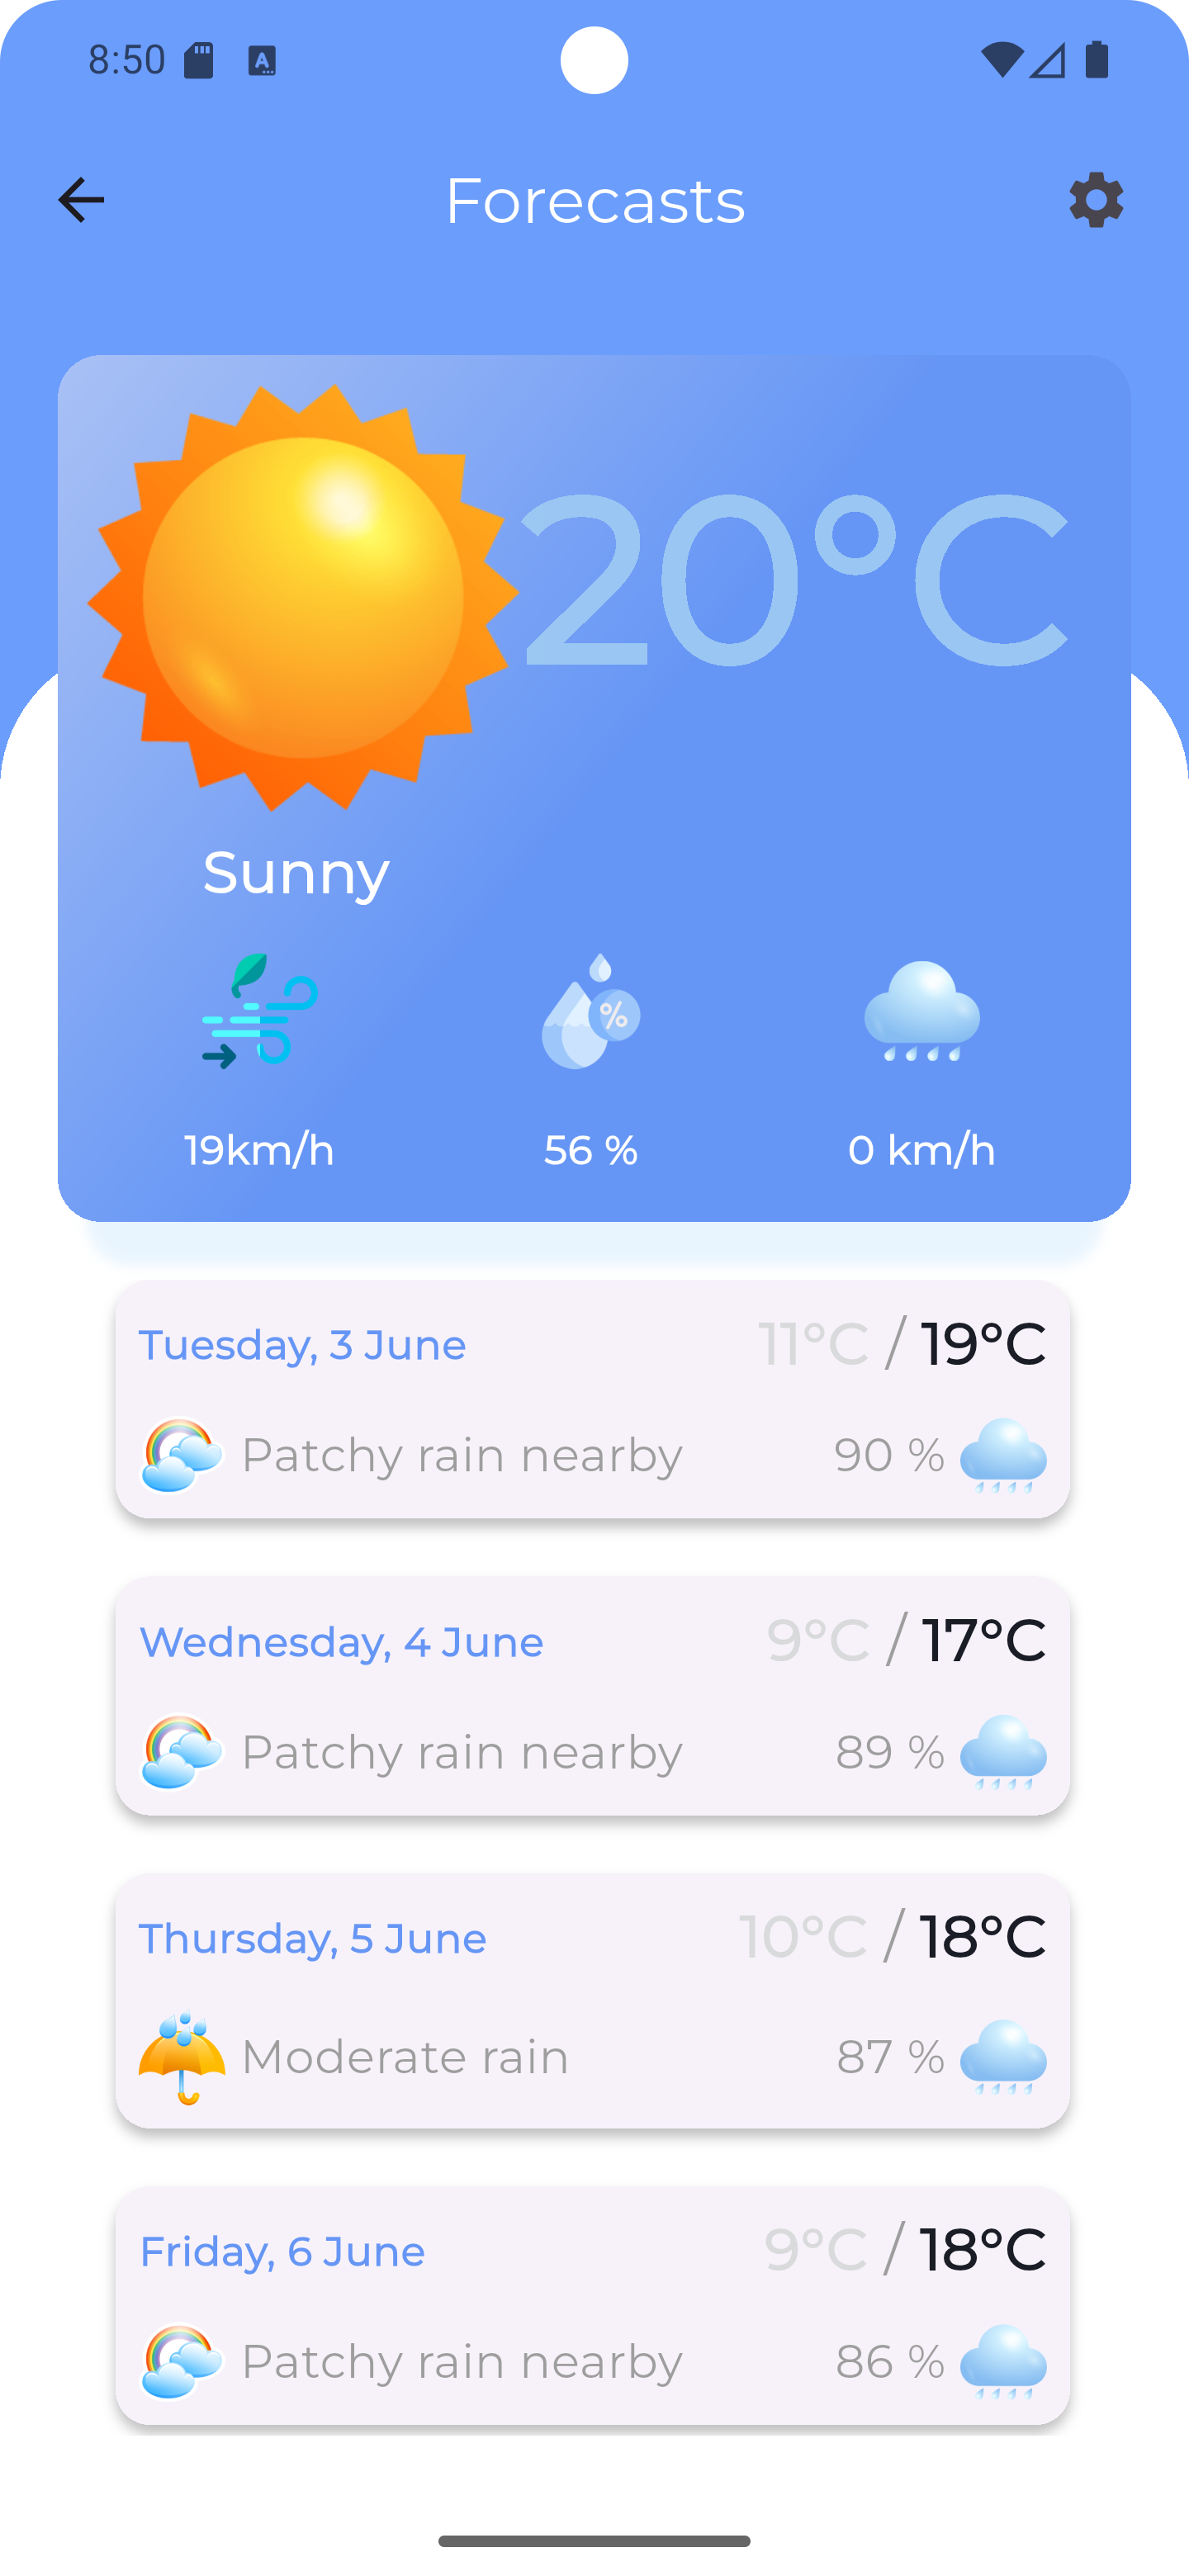 8:50
Forecasts
20°C
Sunny
%
19km/h
56 %
0 km/h
Tuesday, 3 June
11°C / 19°C
Patchy rain nearby
90 %
Wednesday, 4 June
9°C / 17°C
Patchy rain nearby
89 %
Thursday, 5 June
10°C / 18°C
Moderate rain
87 %
Friday, 6 June
9°C / 18°C
Patchy rain nearby
86 %